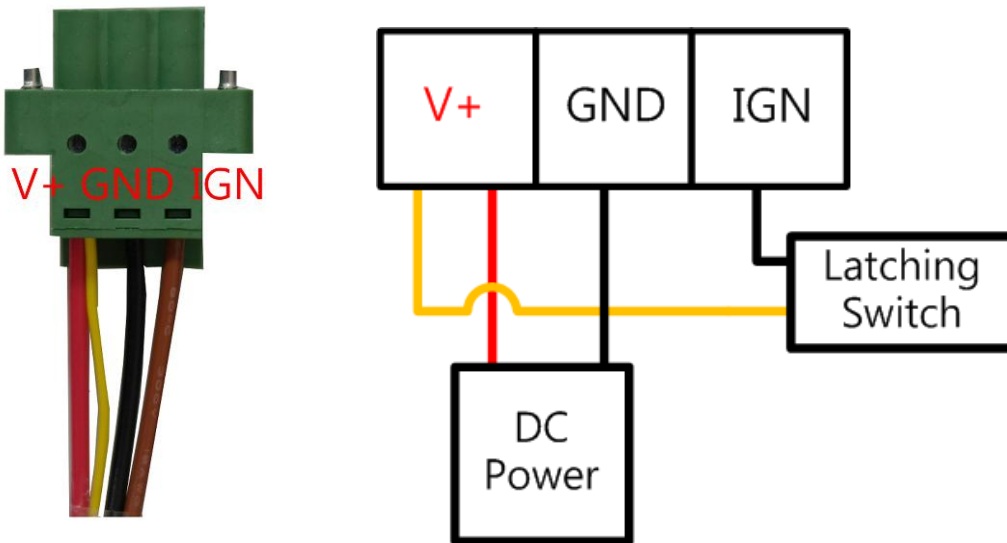 V+ GND IGN
V+
GND
IGN
Latching
Switch
DC
Power